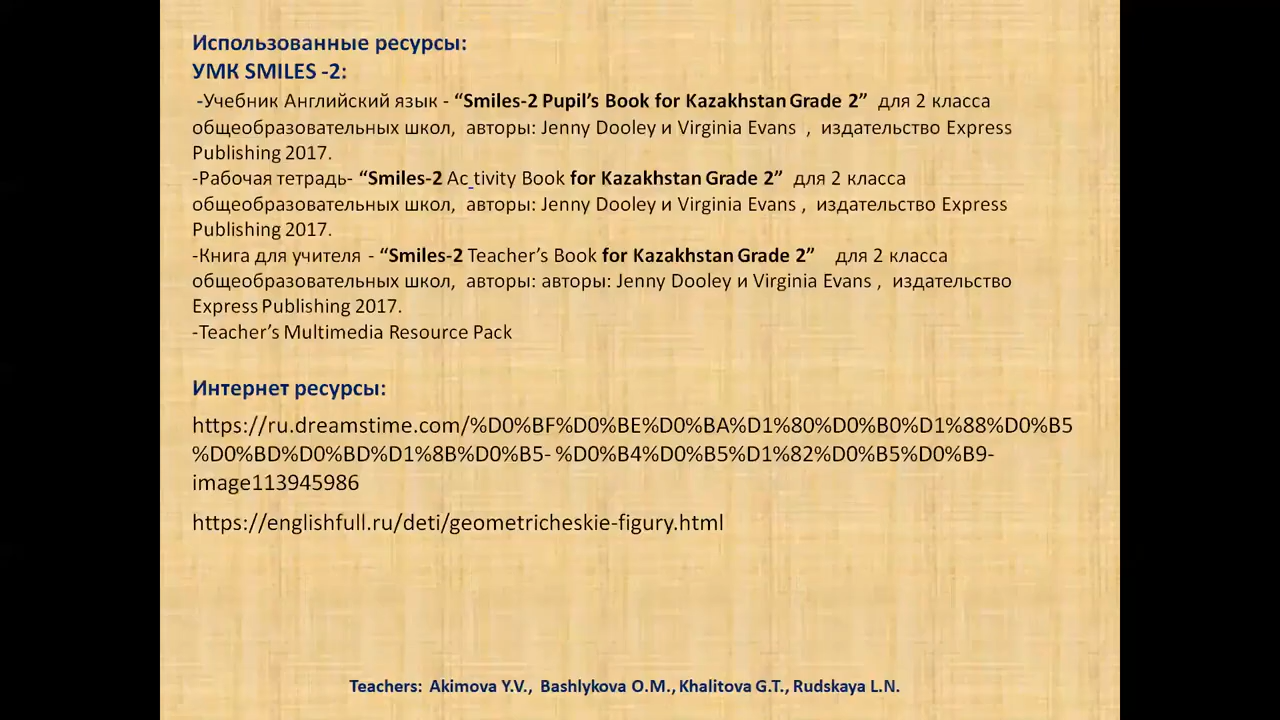 Использованные ресурсы:
УМК SMILES -2:
-Учебник Английский язык - “Smiles-2 Pupil’s Book for Kazakhstan Grade 2” для 2 класса
общеобразовательных школ, авторы: Jenny Dooley и Virginia Evans , издательство Express
Publishing 2017.
-Рабочая тетрадь- “Smiles-2 Ac tivity Book for Kazakhstan Grade 2” для 2 класса
общеобразовательных школ, авторы: Jenny Dooley и Virginia Evans , издательство Express
Publishing 2017.
-Книга для учителя - “Smiles-2 Teacher’s Book for Kazakhstan Grade 2” для 2 класса
общеобразовательных школ, авторы: авторы: Jenny Dooley и Virginia Evans , издательство
Express Publishing 2017.
-Teacher’s Multimedia Resource Pack
Интернет ресурсы:
https://ru.dreamstime.com/%D0%BF%D0%BE%D0%BA%D1%80%D0%B0%D1%88%D0%B5
%D0%BD%D0%BD%D1%8B%D0%B5- %D0%B4%D0%B5%D1%82%D0%B5%D0%B9-
image113945986
https://englishfull.ru/deti/geometricheskie-figury.html
Teachers: Akimova Y.V., Bashlykova O.M., Khalitova G.T., Rudskaya L.N.